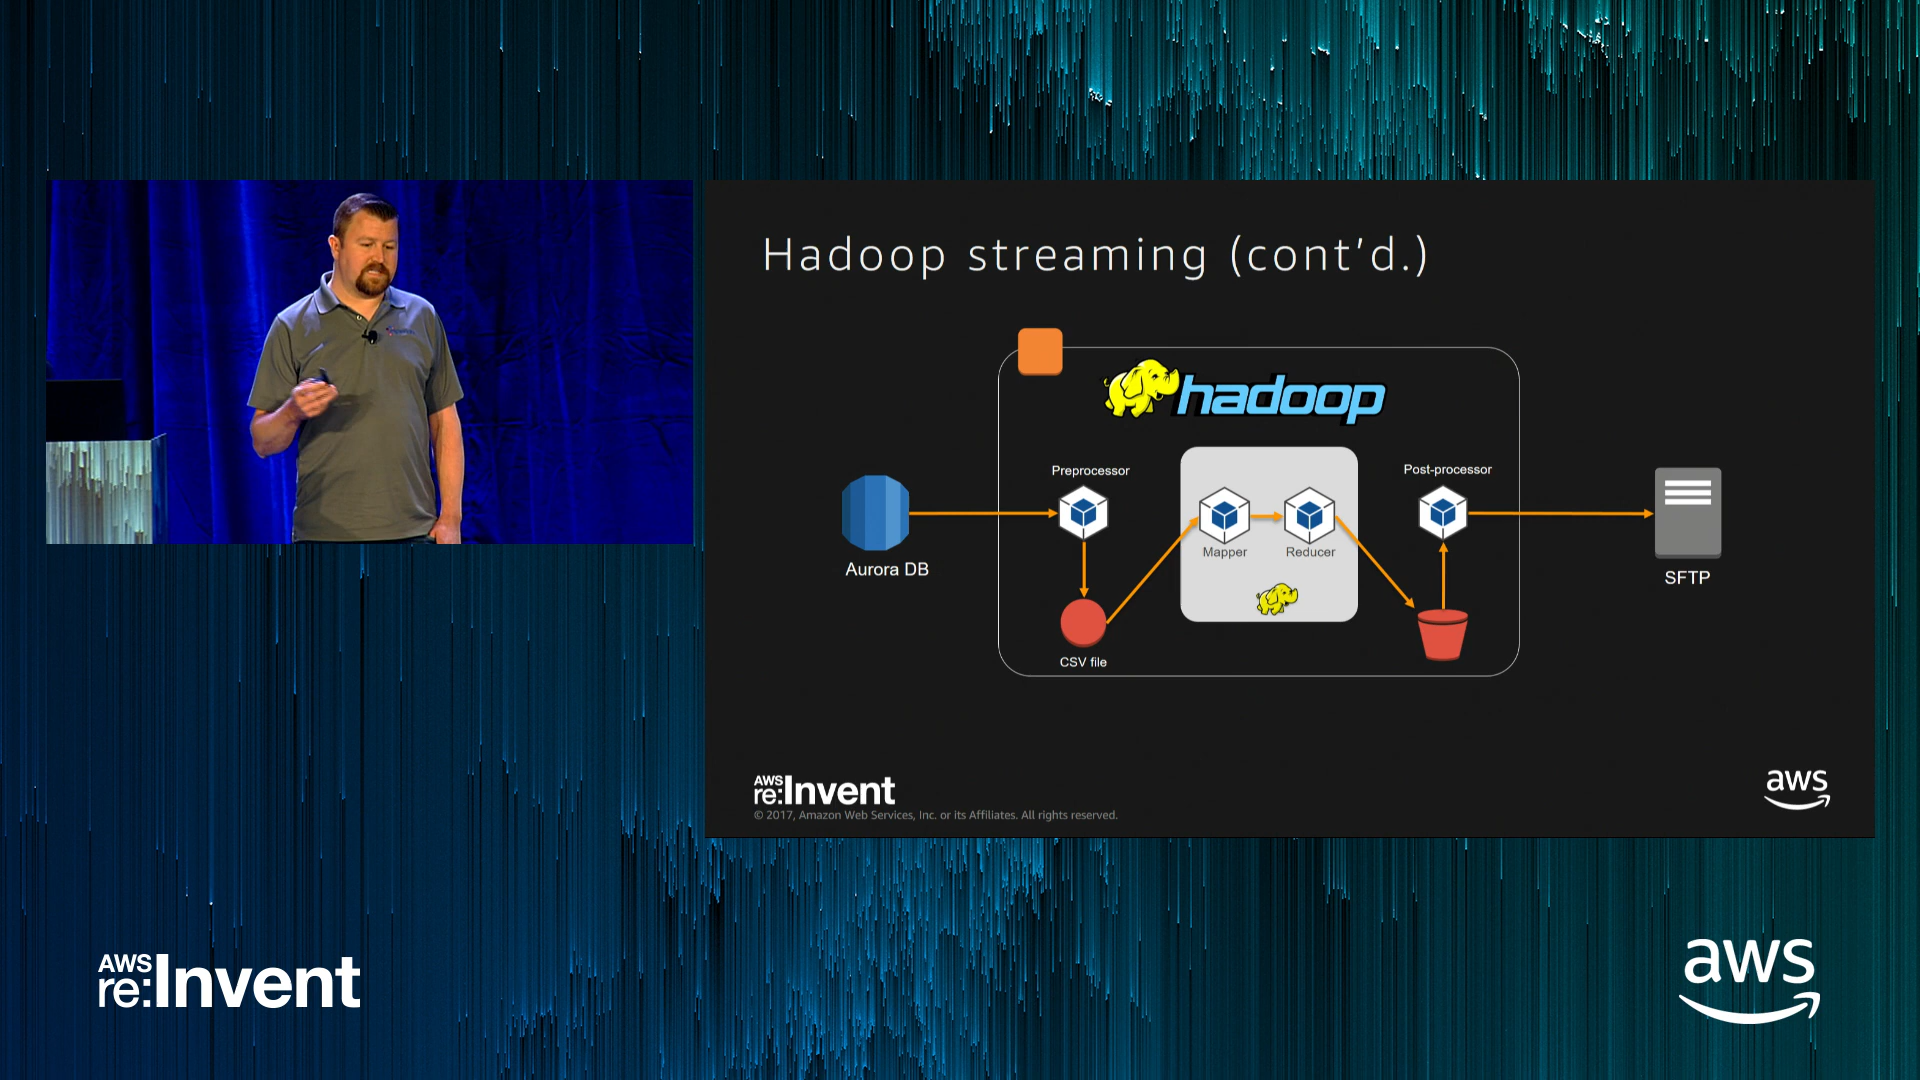 Hadoop streaming (cont'd.)
hadoop
Preprocessor
Post-processor
Mapper
Reducer
Aurora DB
SFTP
CSV file
AWS
re:Invent
aws
© 2017, Amazon Web Services, Inc. or its Affiliates. All rights reserved.
AWS
re:Invent
aws